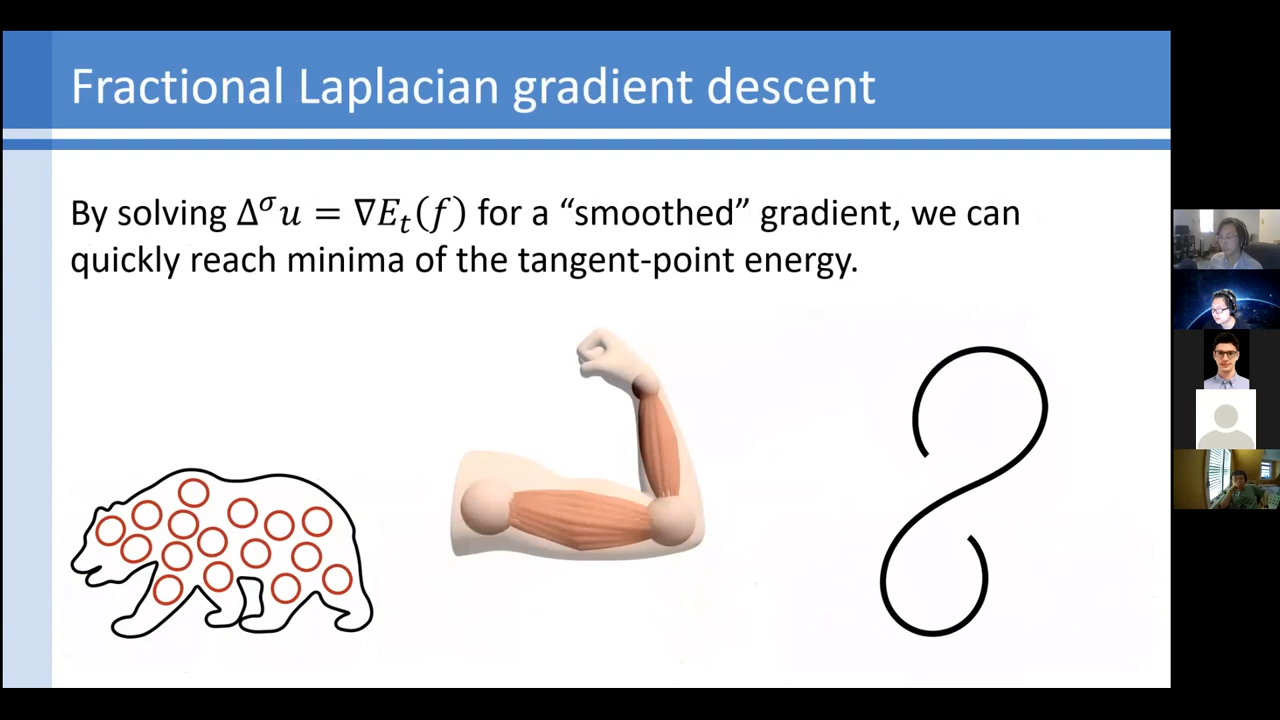 Fractional Laplacian gradient descent
By solving Δ^σ u = ∇E_t(f) for a “smoothed” gradient, we can
quickly reach minima of the tangent-point energy.